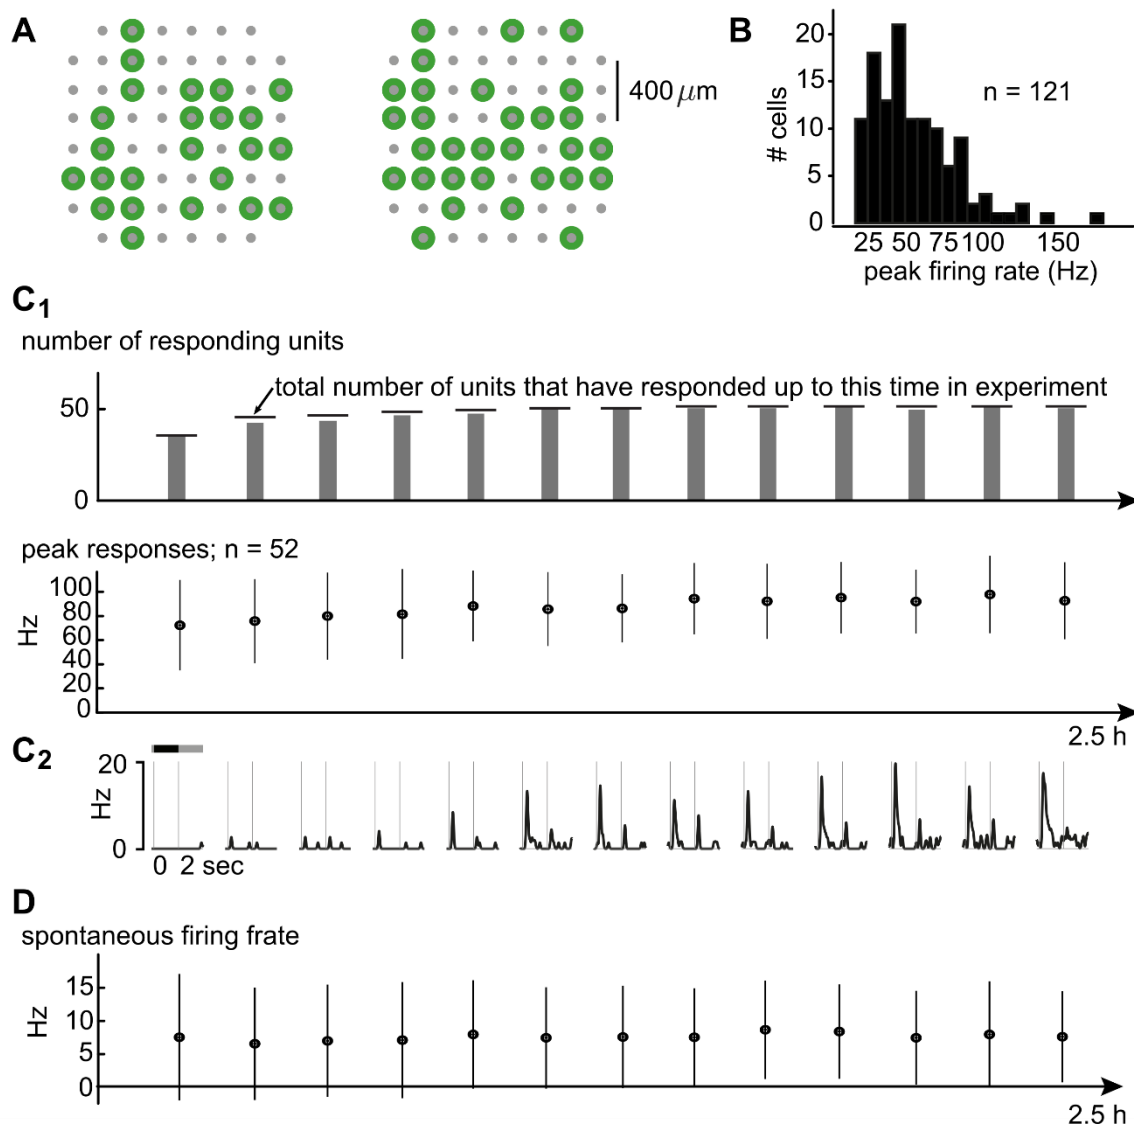 A
400 μm
B
# cells
20
15
10
5
0
n = 121
25 50 75 100 150
peak firing rate (Hz)
C1
number of responding units
total number of units that have responded up to this time in experiment
50
0
peak responses; n = 52
Hz
100
80
60
40
20
0
2.5 h
C2
Hz
20
0
0 2 sec
D
spontaneous firing frate
Hz
15
10
5
0
2.5 h